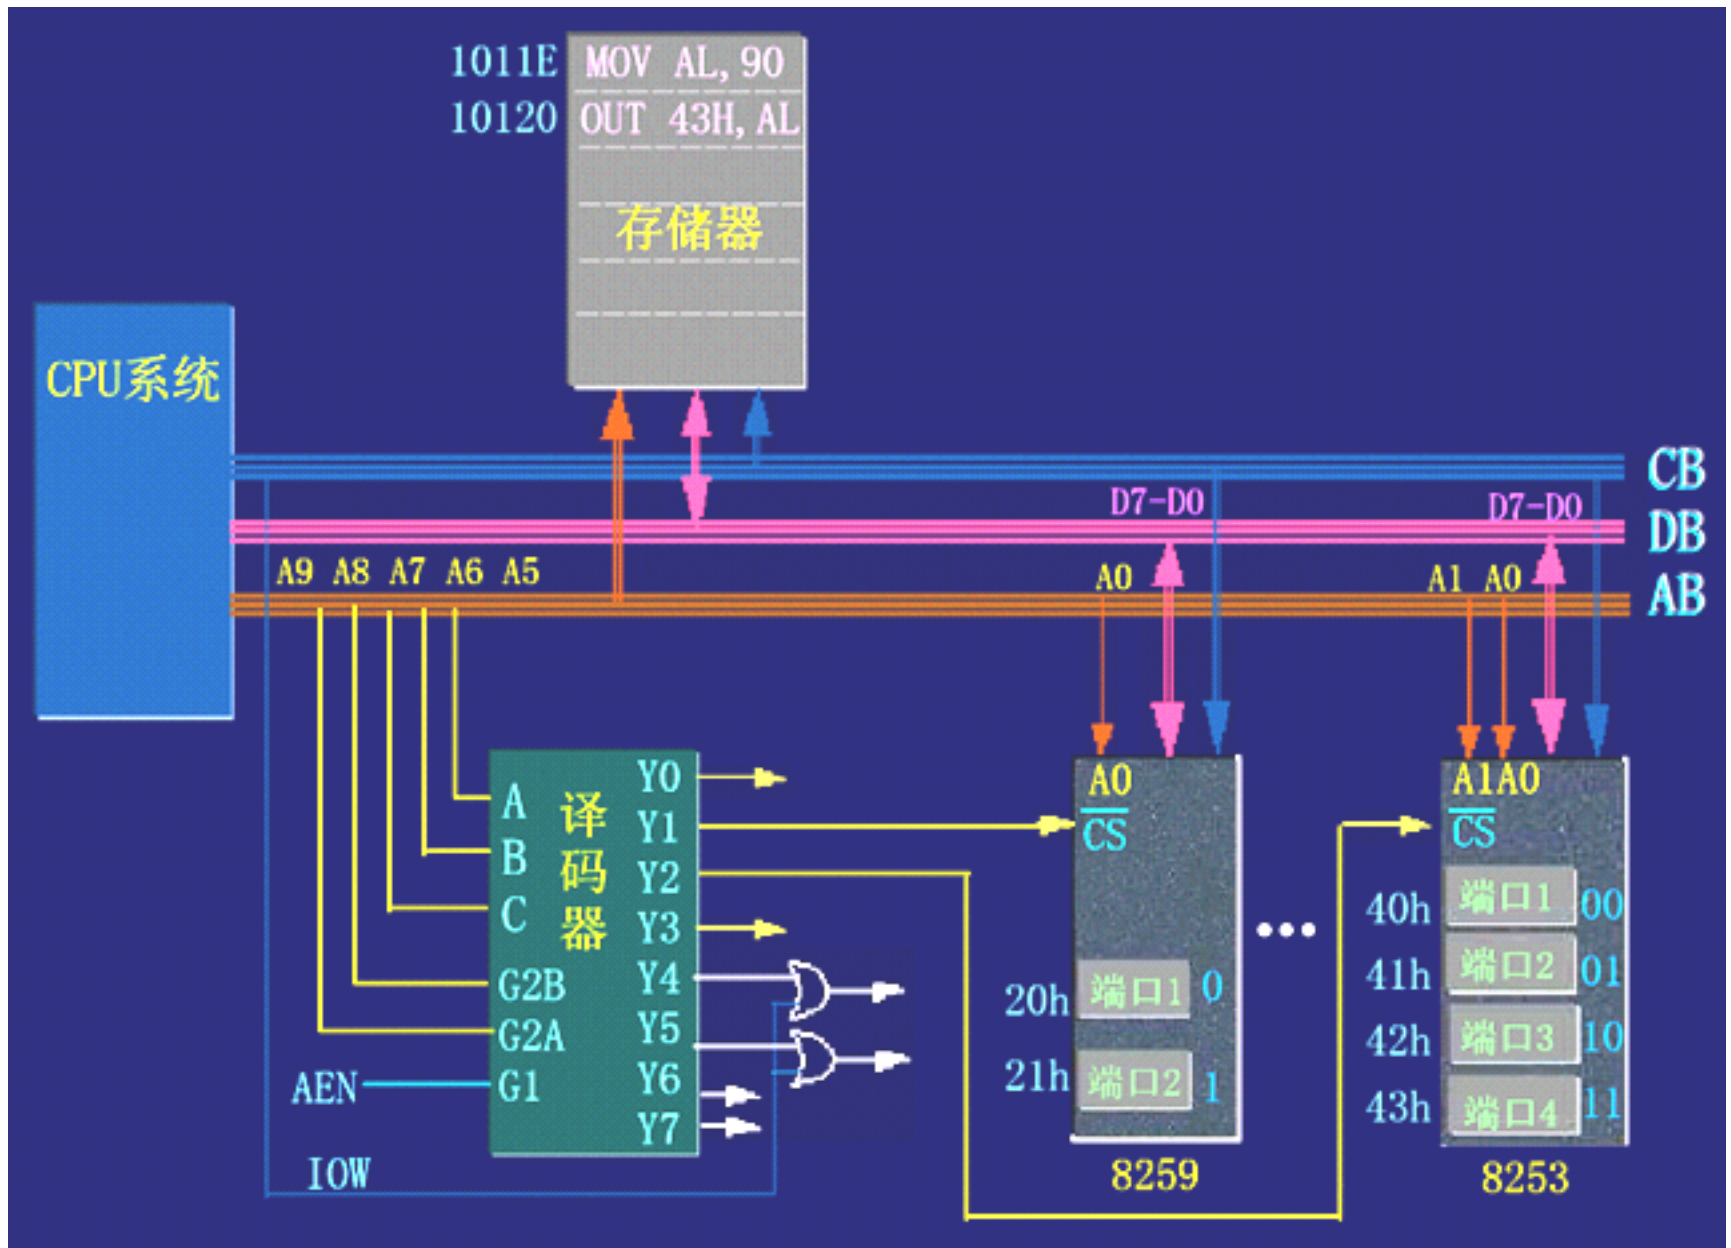 1011E MOV AL,90
10120 OUT 43H,AL
存储器
CPU系统
CB
D7-D0 D7-D0
DB
A9 A8 A7 A6 A5 A0 A1 A0
AB
A
B
C
G2B
G2A
AEN G1
译码器
Y0
Y1
Y2
Y3
Y4
Y5
Y6
Y7
IOW
A0
CS
20h 端口1 0
21h 端口2 1
8259
A1A0
CS
40h 端口1 00
41h 端口2 01
42h 端口3 10
43h 端口4 11
8253